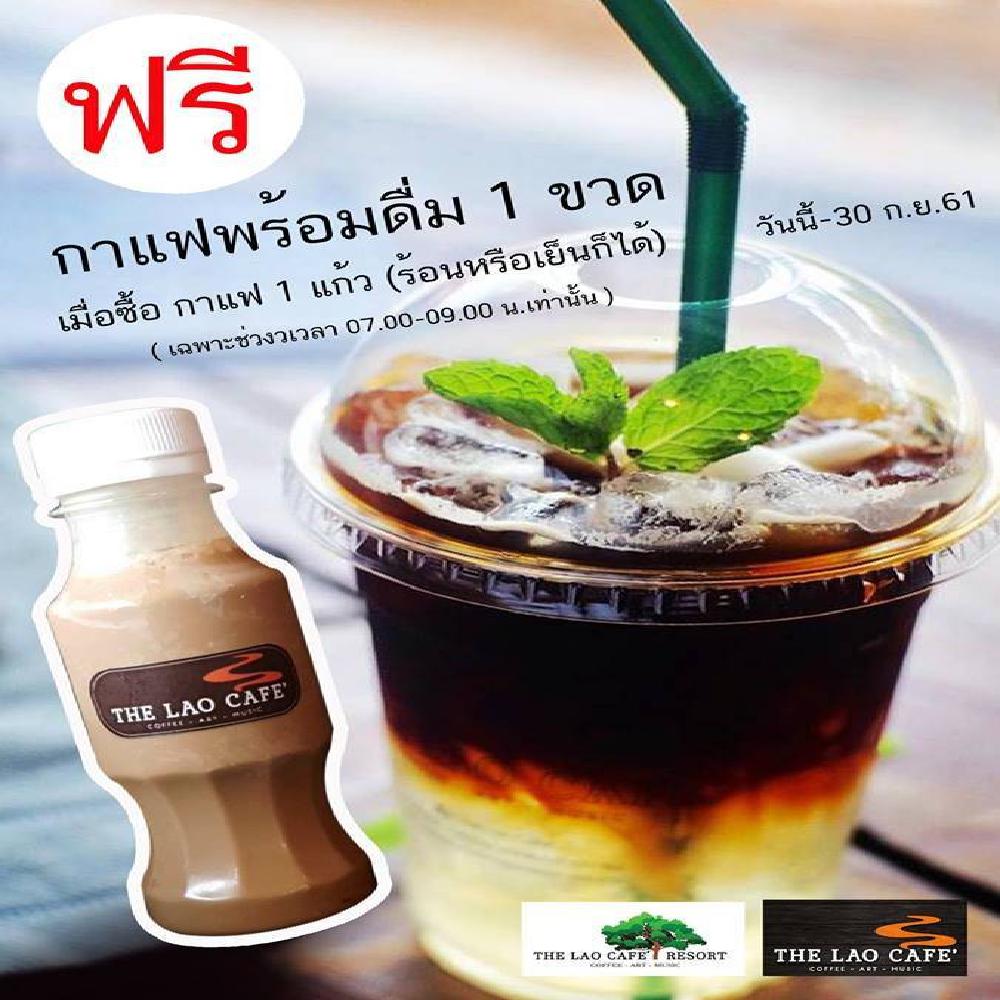 ฟรี
กาแฟพร้อมดื่ม 1 ขวด
วันนี้-30 ก.ย.61
เมื่อซื้อ กาแฟ 1 แก้ว (ร้อนหรือเย็นก็ได้)
( เฉพาะช่วงวเวลา 07.00-09.00 น.เท่านั้น )
THE LAO CAFE'
COFFEE - ART - MUSIC
THE LAO CAFE' RESORT
COFFEE - ART - MUSIC
THE LAO CAFE'
COFFEE - ART - MUSIC